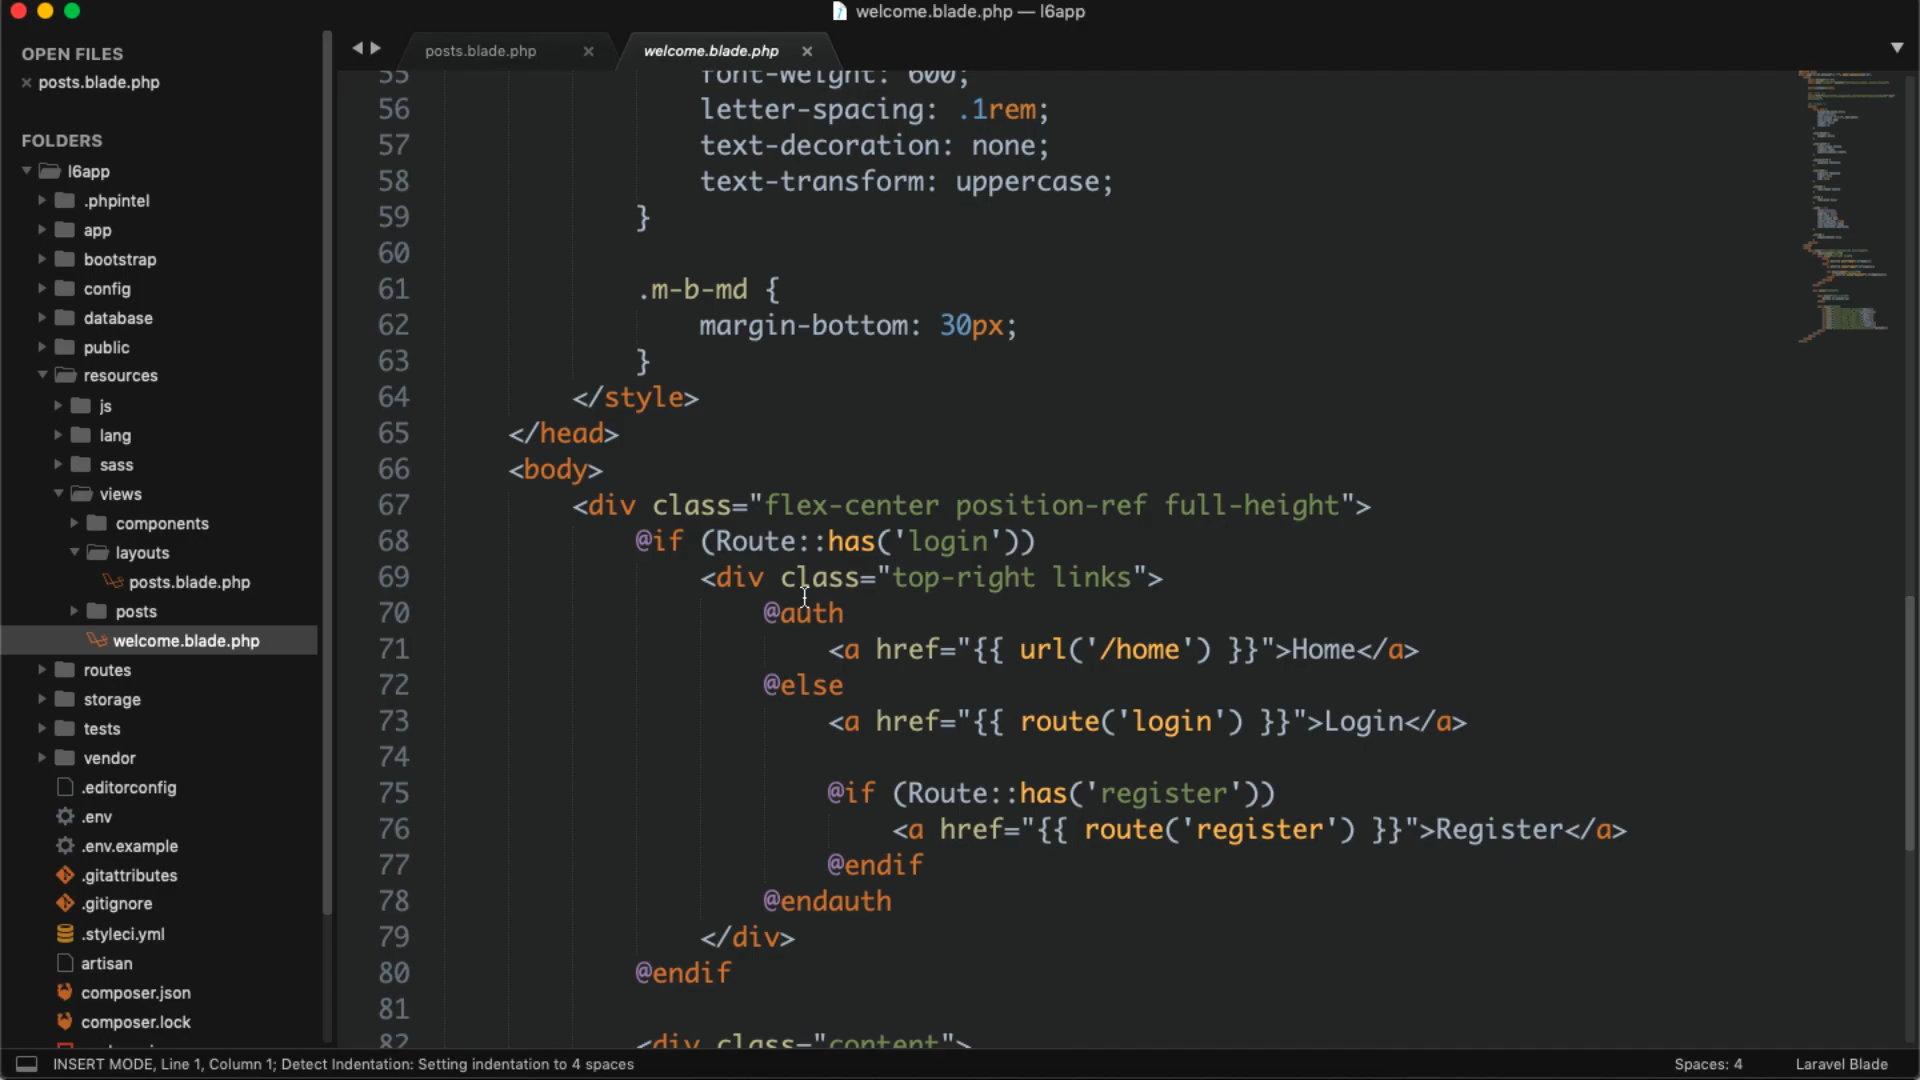 welcome.blade.php — l6app
OPEN FILES
posts.blade.php
FOLDERS
l6app
.phpintel
app
bootstrap
config
database
public
resources
js
lang
sass
views
components
layouts
posts.blade.php
posts
welcome.blade.php
routes
storage
tests
vendor
.editorconfig
.env
.env.example
.gitattributes
.gitignore
.styleci.yml
artisan
composer.json
composer.lock
posts.blade.php
welcome.blade.php
55 font-weight: 600;
56 letter-spacing: .1rem;
57 text-decoration: none;
58 text-transform: uppercase;
59 }
60
61 .m-b-md {
62 margin-bottom: 30px;
63 }
64 </style>
65 </head>
66 <body>
67 <div class="flex-center position-ref full-height">
68 @if (Route::has('login'))
69 <div class="top-right links">
70 @auth
71 <a href="{{ url('/home') }}">Home</a>
72 @else
73 <a href="{{ route('login') }}">Login</a>
74
75 @if (Route::has('register'))
76 <a href="{{ route('register') }}">Register</a>
77 @endif
78 @endauth
79 </div>
80 @endif
81
82 <div class="content">
INSERT MODE, Line 1, Column 1; Detect Indentation: Setting indentation to 4 spaces
Spaces: 4
Laravel Blade